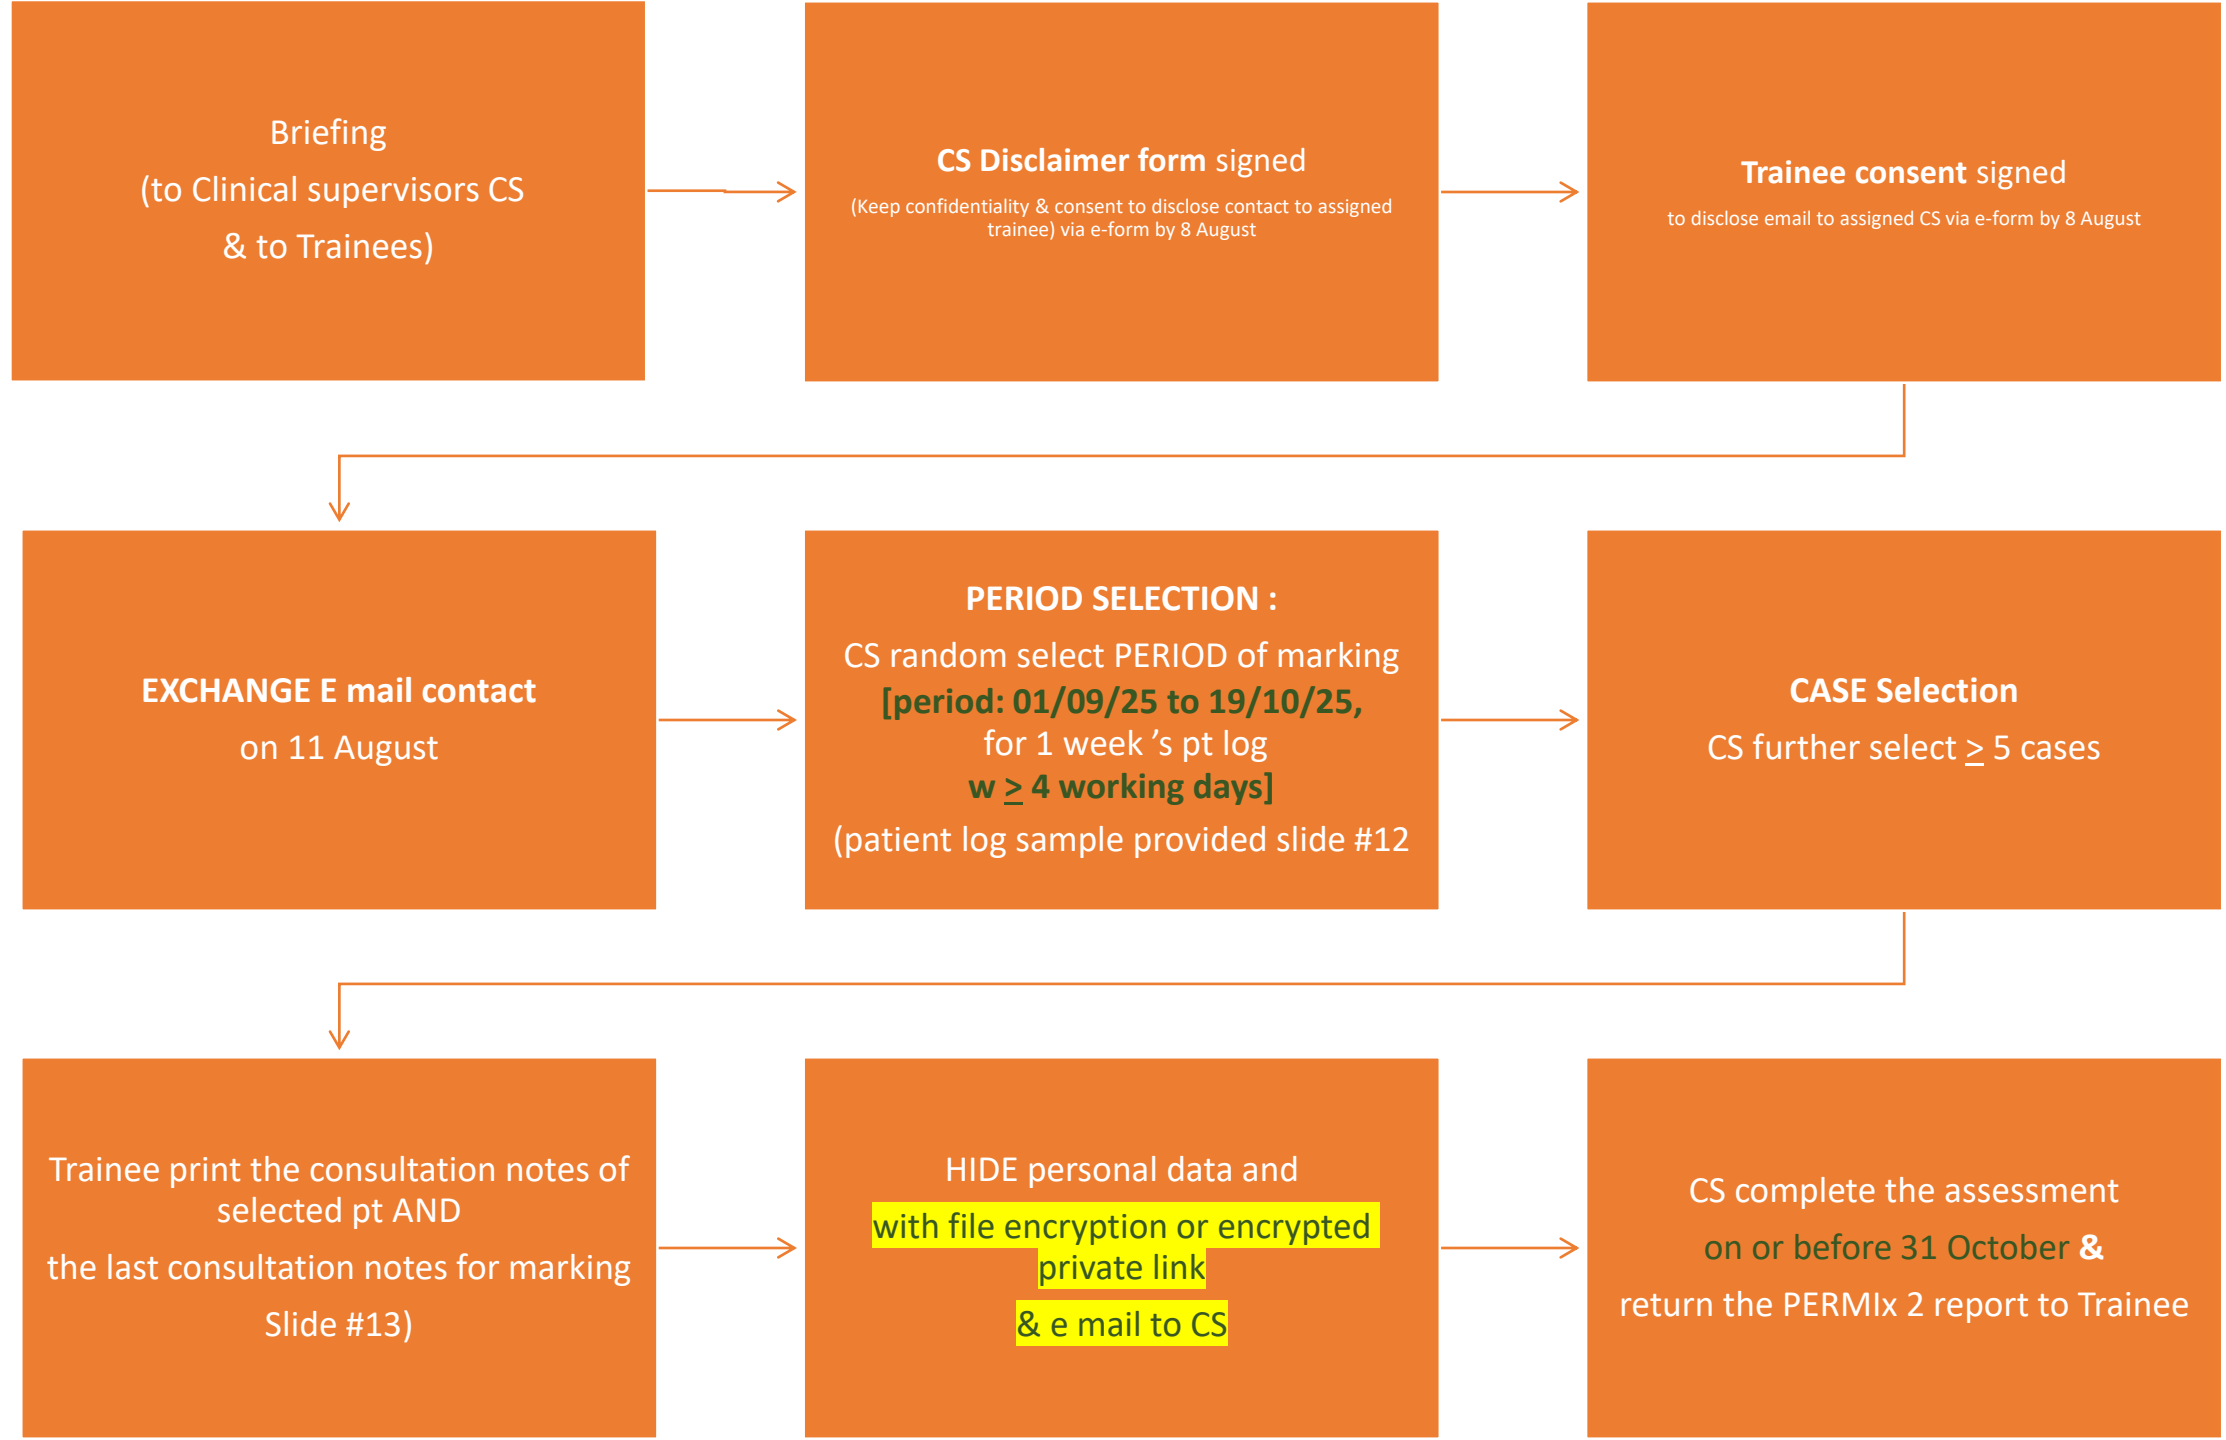 Briefing
(to Clinical supervisors CS
& to Trainees)
CS Disclaimer form signed
(Keep confidentiality & consent to disclose contact to assigned
trainee) via e-form by 8 August
Trainee consent signed
to disclose email to assigned CS via e-form by 8 August
EXCHANGE E mail contact
on 11 August
PERIOD SELECTION :
CS random select PERIOD of marking
[period: 01/09/25 to 19/10/25,
for 1 week 's pt log
w ≥ 4 working days]
(patient log sample provided slide #12
CASE Selection
CS further select ≥ 5 cases
Trainee print the consultation notes of
selected pt AND
the last consultation notes for marking
Slide #13)
HIDE personal data and
with file encryption or encrypted
private link
& e mail to CS
CS complete the assessment
on or before 31 October &
return the PERMIx 2 report to Trainee